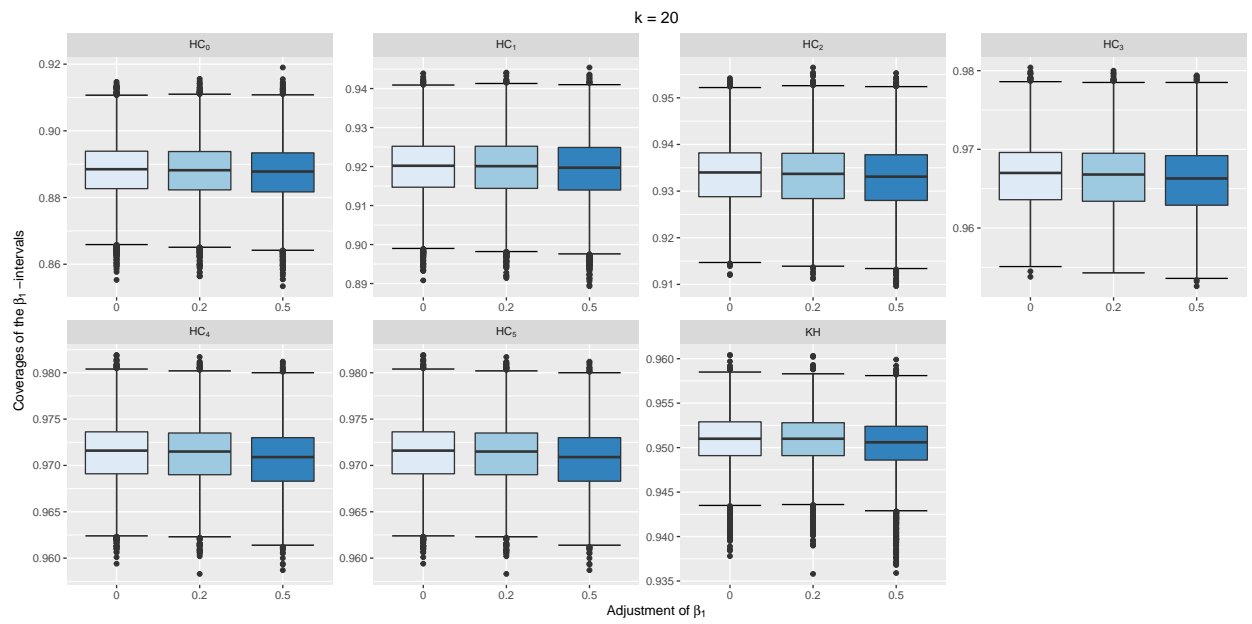 k = 20
HC₀
HC₁
HC₂
HC₃
0.92
0.90
0.88
0.86
0.94
0.93
0.92
0.91
0.90
0.89
0.95
0.94
0.93
0.92
0.91
0.98
0.97
0.96
0 0.2 0.5
0 0.2 0.5
0 0.2 0.5
0 0.2 0.5
Coverages of the β₁ −intervals
HC₄
HC₅
KH
0.980
0.975
0.970
0.965
0.960
0.980
0.975
0.970
0.965
0.960
0.960
0.955
0.950
0.945
0.940
0.935
0 0.2 0.5
0 0.2 0.5
0 0.2 0.5
Adjustment of β₁